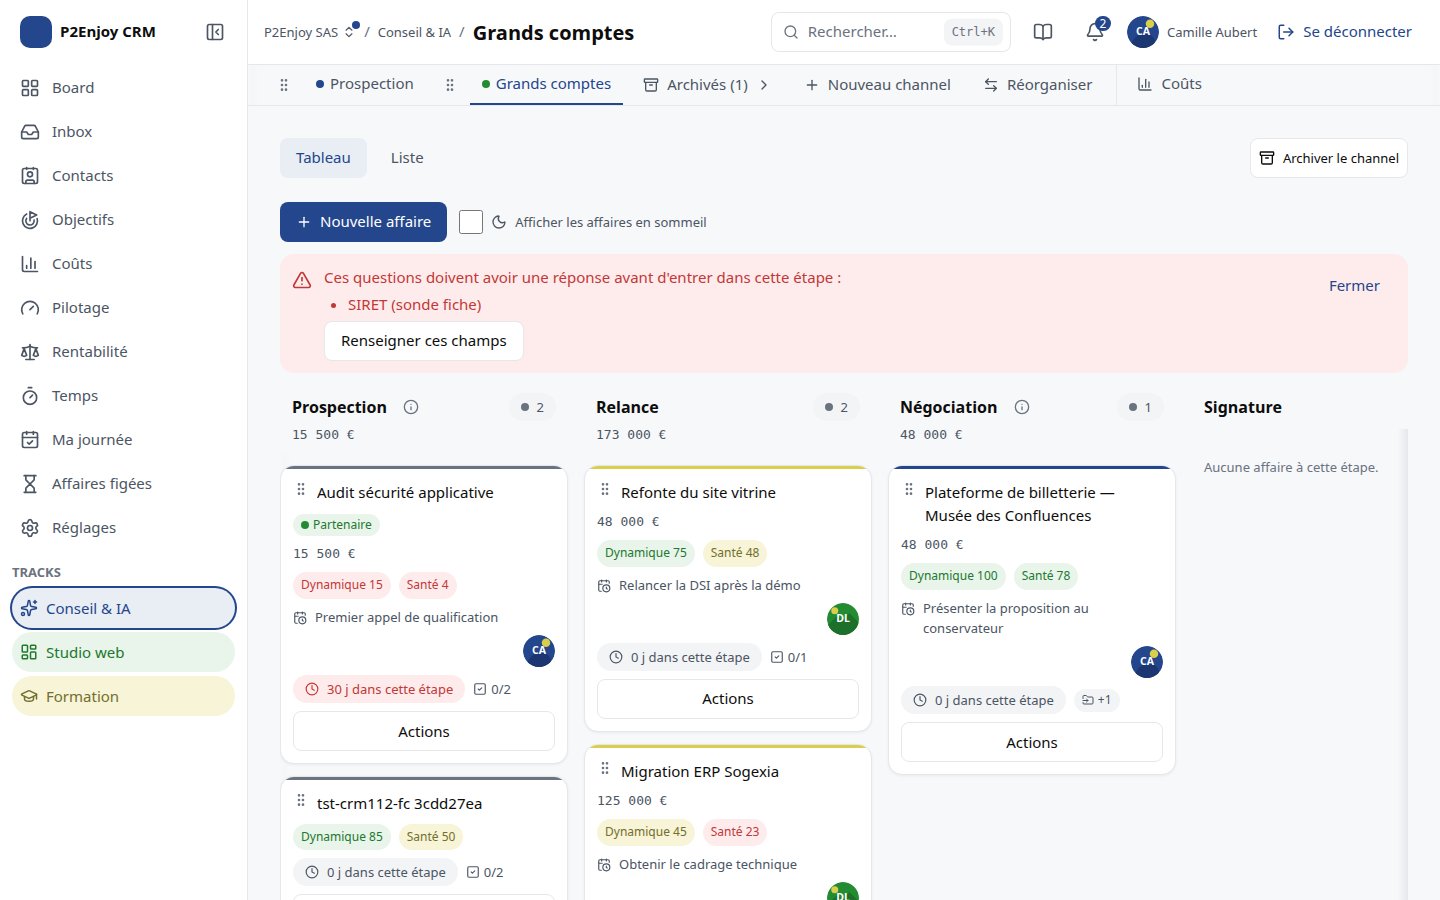 P2Enjoy CRM
P2Enjoy SAS / Conseil & IA / Grands comptes
Rechercher... Ctrl+K
2
CA Camille Aubert
Se déconnecter
Board
Inbox
Contacts
Objectifs
Coûts
Pilotage
Rentabilité
Temps
Ma journée
Affaires figées
Réglages
TRACKS
Conseil & IA
Studio web
Formation
Prospection
Grands comptes
Archivés (1)
Nouveau channel
Réorganiser
Coûts
Tableau
Liste
Archiver le channel
Nouvelle affaire
Afficher les affaires en sommeil
Ces questions doivent avoir une réponse avant d'entrer dans cette étape :
• SIRET (sonde fiche)
Renseigner ces champs
Fermer
Prospection
2
15 500 €
Audit sécurité applicative
Partenaire
15 500 €
Dynamique 15
Santé 4
Premier appel de qualification
CA
30 j dans cette étape
0/2
Actions
tst-crm112-fc 3cdd27ea
Dynamique 85
Santé 50
0 j dans cette étape
0/2
Relance
2
173 000 €
Refonte du site vitrine
48 000 €
Dynamique 75
Santé 48
Relancer la DSI après la démo
DL
0 j dans cette étape
0/1
Actions
Migration ERP Sogexia
125 000 €
Dynamique 45
Santé 23
Obtenir le cadrage technique
DL
Négociation
1
48 000 €
Plateforme de billetterie —
Musée des Confluences
48 000 €
Dynamique 100
Santé 78
Présenter la proposition au
conservateur
CA
0 j dans cette étape
+1
Actions
Signature
Aucune affaire à cette étape.